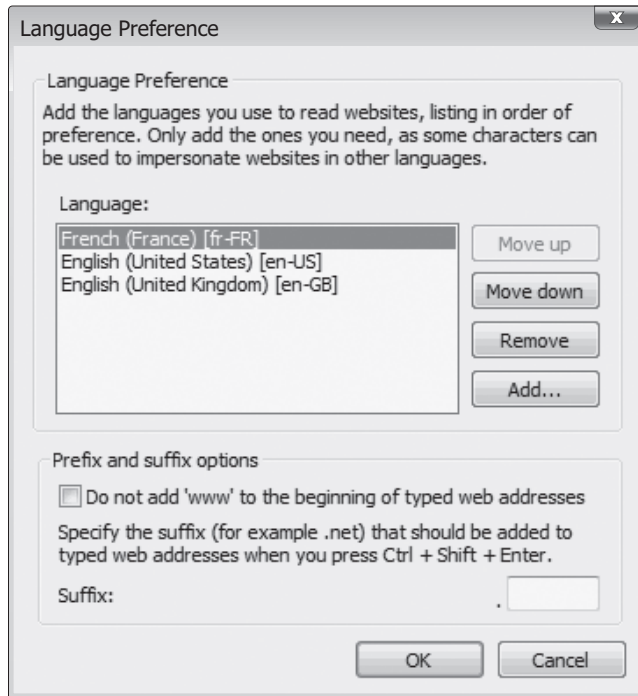 Language Preference
x
Language Preference
Add the languages you use to read websites, listing in order of
preference. Only add the ones you need, as some characters can
be used to impersonate websites in other languages.
Language:
French (France) [fr-FR]
English (United States) [en-US]
English (United Kingdom) [en-GB]
Move up
Move down
Remove
Add...
Prefix and suffix options
Do not add 'www' to the beginning of typed web addresses
Specify the suffix (for example .net) that should be added to
typed web addresses when you press Ctrl + Shift + Enter.
Suffix: .
OK
Cancel